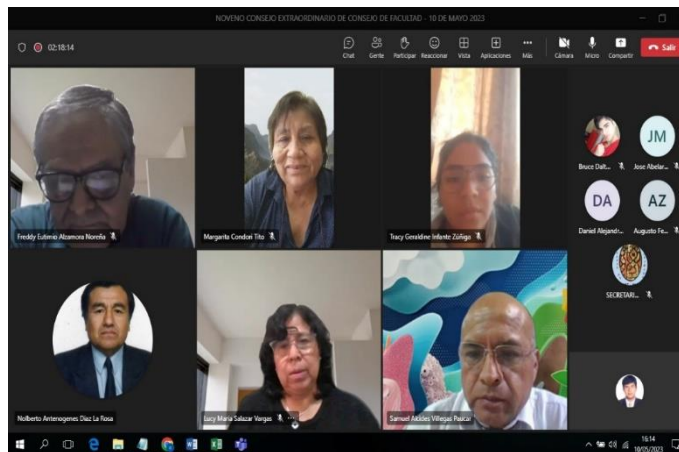 NOVENO CONSEJO EXTRAORDINARIO DE CONSEJO DE FACULTAD - 10 DE MAYO 2023
02:18:14
Chat Gente Participar Reaccionar Vista Aplicaciones Más Cámara Micro Compartir Salir
JM
Bruce Dalt... Jose Abelar...
DA AZ
Daniel Alejandr... Augusto Fe...
Freddy Eutimio Alzamora Noreña Margarita Condori Tito Tracy Geraldine Infante Zúñiga
SECRETARI...
Nolberto Antenogenes Diaz La Rosa Lucy Maria Salazar Vargas ... Samuel Alcides Villegas Paucar
16:14
10/05/2023